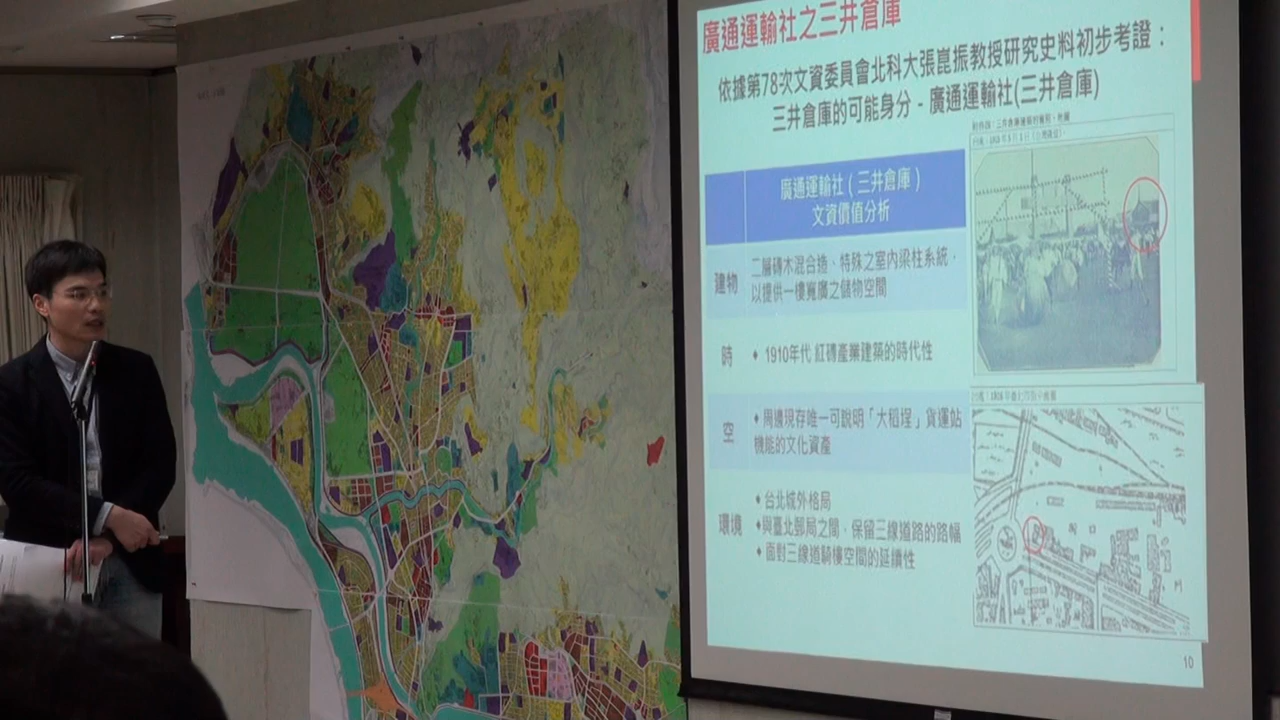 廣通運輸社之三井倉庫
依據第78次文資委員會北科大張崑振教授研究史料初步考證：
三井倉庫的可能身分 - 廣通運輸社(三井倉庫)
廣通運輸社（三井倉庫）
文資價值分析
建物
二層磚木混合造、特殊之室內梁柱系統，
以提供一樓寬廣之儲物空間
時
♦ 1910年代 紅磚產業建築的時代性
空
♦ 周邊現存唯一可說明「大稻埕」貨運站
機能的文化資產
環境
♦ 台北城外格局
♦與臺北郵局之間，保留三線道路的路幅
♦ 面對三線道騎樓空間的延續性
10